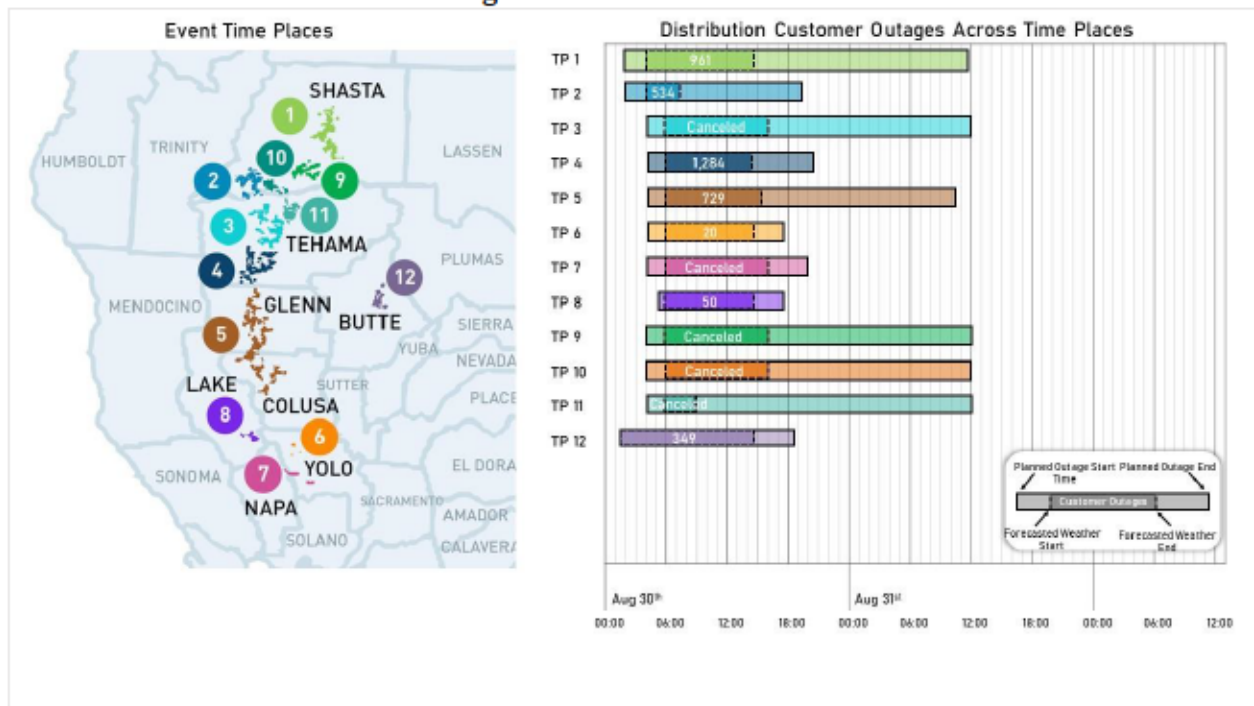 Event Time Places
SHASTA
1
HUMBOLDT
TRINITY
10
LASSEN
2
9
3
11
TEHAMA
4
12
PLUMAS
MENDOCINO
GLENN
BUTTE
5
SIERRA
YUBA
NEVADA
LAKE
SUTTER
PLACE
8
COLUSA
6
SONOMA
7
YOLO
EL DORA
NAPA
SACRAMENTO
AMADOR
SOLANO
CALAVERA
Distribution Customer Outages Across Time Places
TP 1
961
TP 2
534
TP 3
Canceled
TP 4
1,284
TP 5
729
TP 6
20
TP 7
Canceled
TP 8
50
TP 9
Canceled
TP 10
Canceled
TP 11
Canceled
TP 12
349
Planned Outage Start Time
Planned Outage End
Customer Outages
Forecasted Weather Start
Forecasted Weather End
Aug 30th
Aug 31st
00:00 06:00 12:00 18:00 00:00 06:00 12:00 18:00 00:00 06:00 12:00